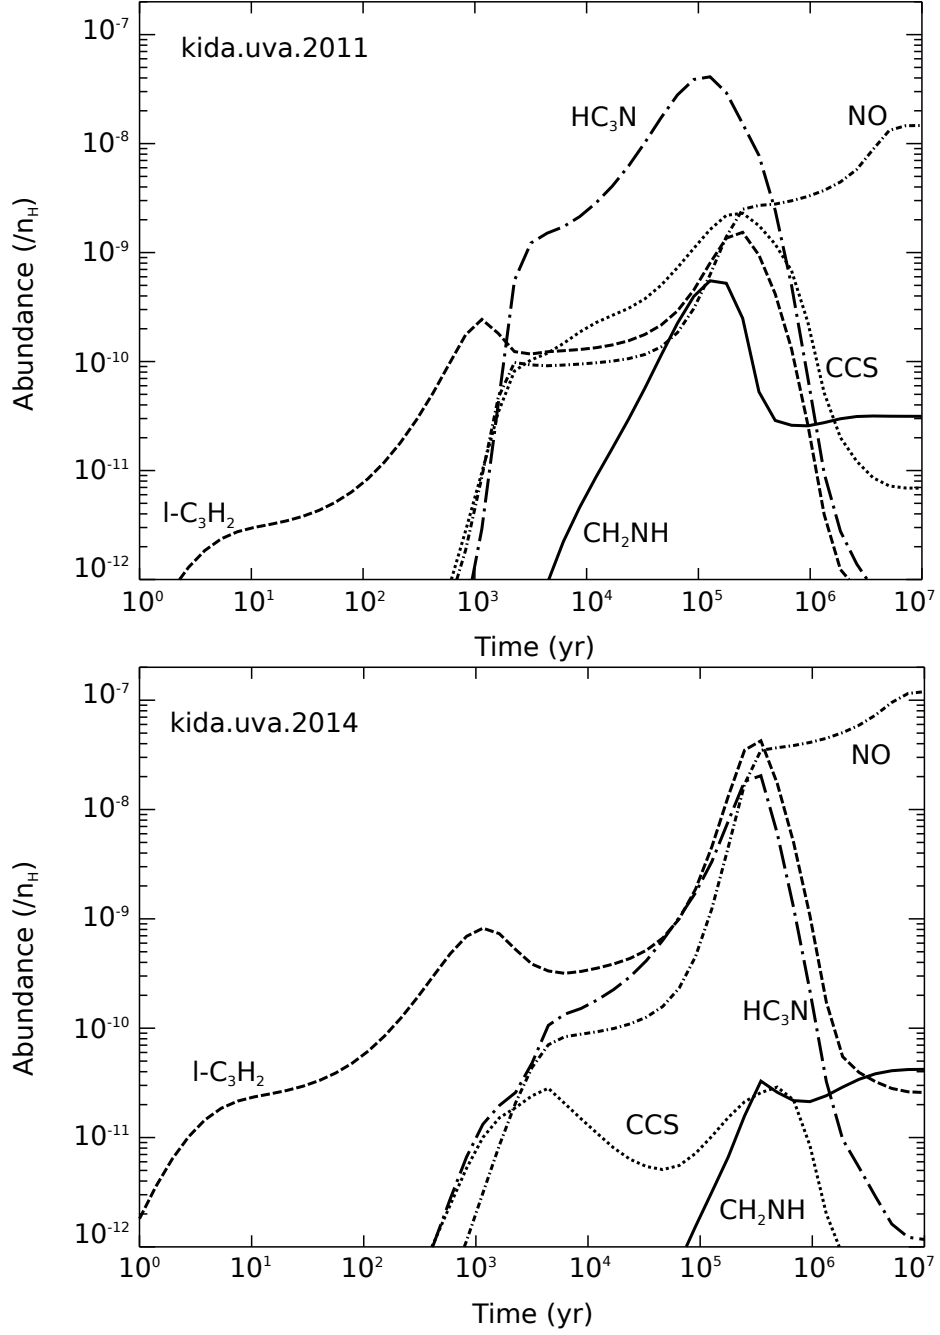 kida.uva.2011
10⁻⁷
10⁻⁸
10⁻⁹
10⁻¹⁰
10⁻¹¹
10⁻¹²
Abundance (/n_H)
HC₃N
NO
CCS
l-C₃H₂
CH₂NH
10⁰ 10¹ 10² 10³ 10⁴ 10⁵ 10⁶ 10⁷
Time (yr)
kida.uva.2014
10⁻⁷
10⁻⁸
10⁻⁹
10⁻¹⁰
10⁻¹¹
10⁻¹²
Abundance (/n_H)
NO
HC₃N
l-C₃H₂
CCS
CH₂NH
10⁰ 10¹ 10² 10³ 10⁴ 10⁵ 10⁶ 10⁷
Time (yr)